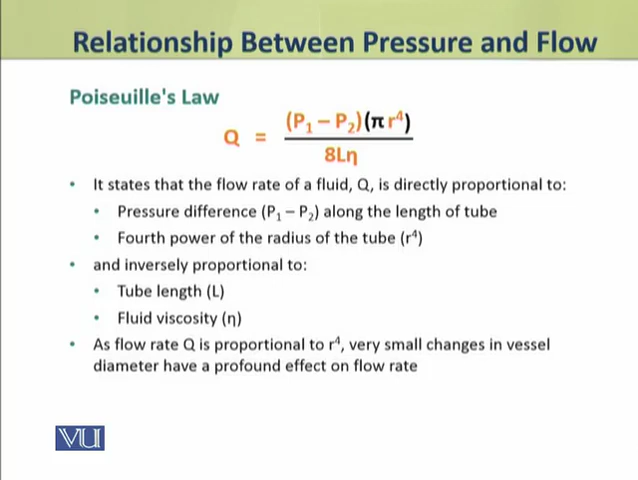 Relationship Between Pressure and Flow
Poiseuille's Law
Q = (P₁ – P₂)(π r⁴)
8Lη
• It states that the flow rate of a fluid, Q, is directly proportional to:
• Pressure difference (P₁ – P₂) along the length of tube
• Fourth power of the radius of the tube (r⁴)
• and inversely proportional to:
• Tube length (L)
• Fluid viscosity (η)
• As flow rate Q is proportional to r⁴, very small changes in vessel
diameter have a profound effect on flow rate
VU